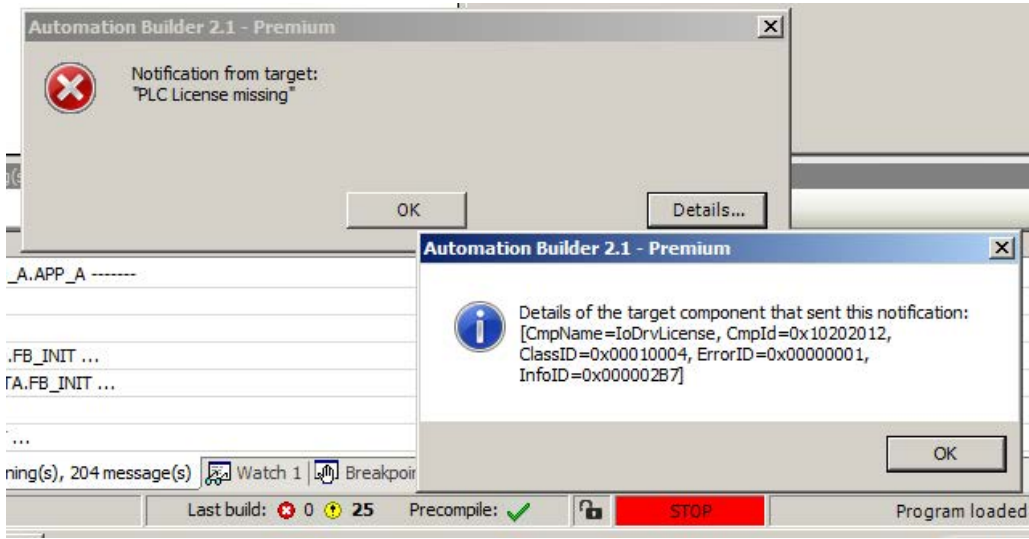 Automation Builder 2.1 - Premium
Notification from target:
"PLC License missing"
OK
Details...
Automation Builder 2.1 - Premium
Details of the target component that sent this notification:
[CmpName=IoDrvLicense, CmpId=0x10202012,
ClassID=0x00010004, ErrorID=0x00000001,
InfoID=0x000002B7]
OK
_A.APP_A -------
.FB_INIT ...
TA.FB_INIT ...
...
ning(s), 204 message(s)
Watch 1
Breakpoin
Last build: 0 25 Precompile:
STOP
Program loaded